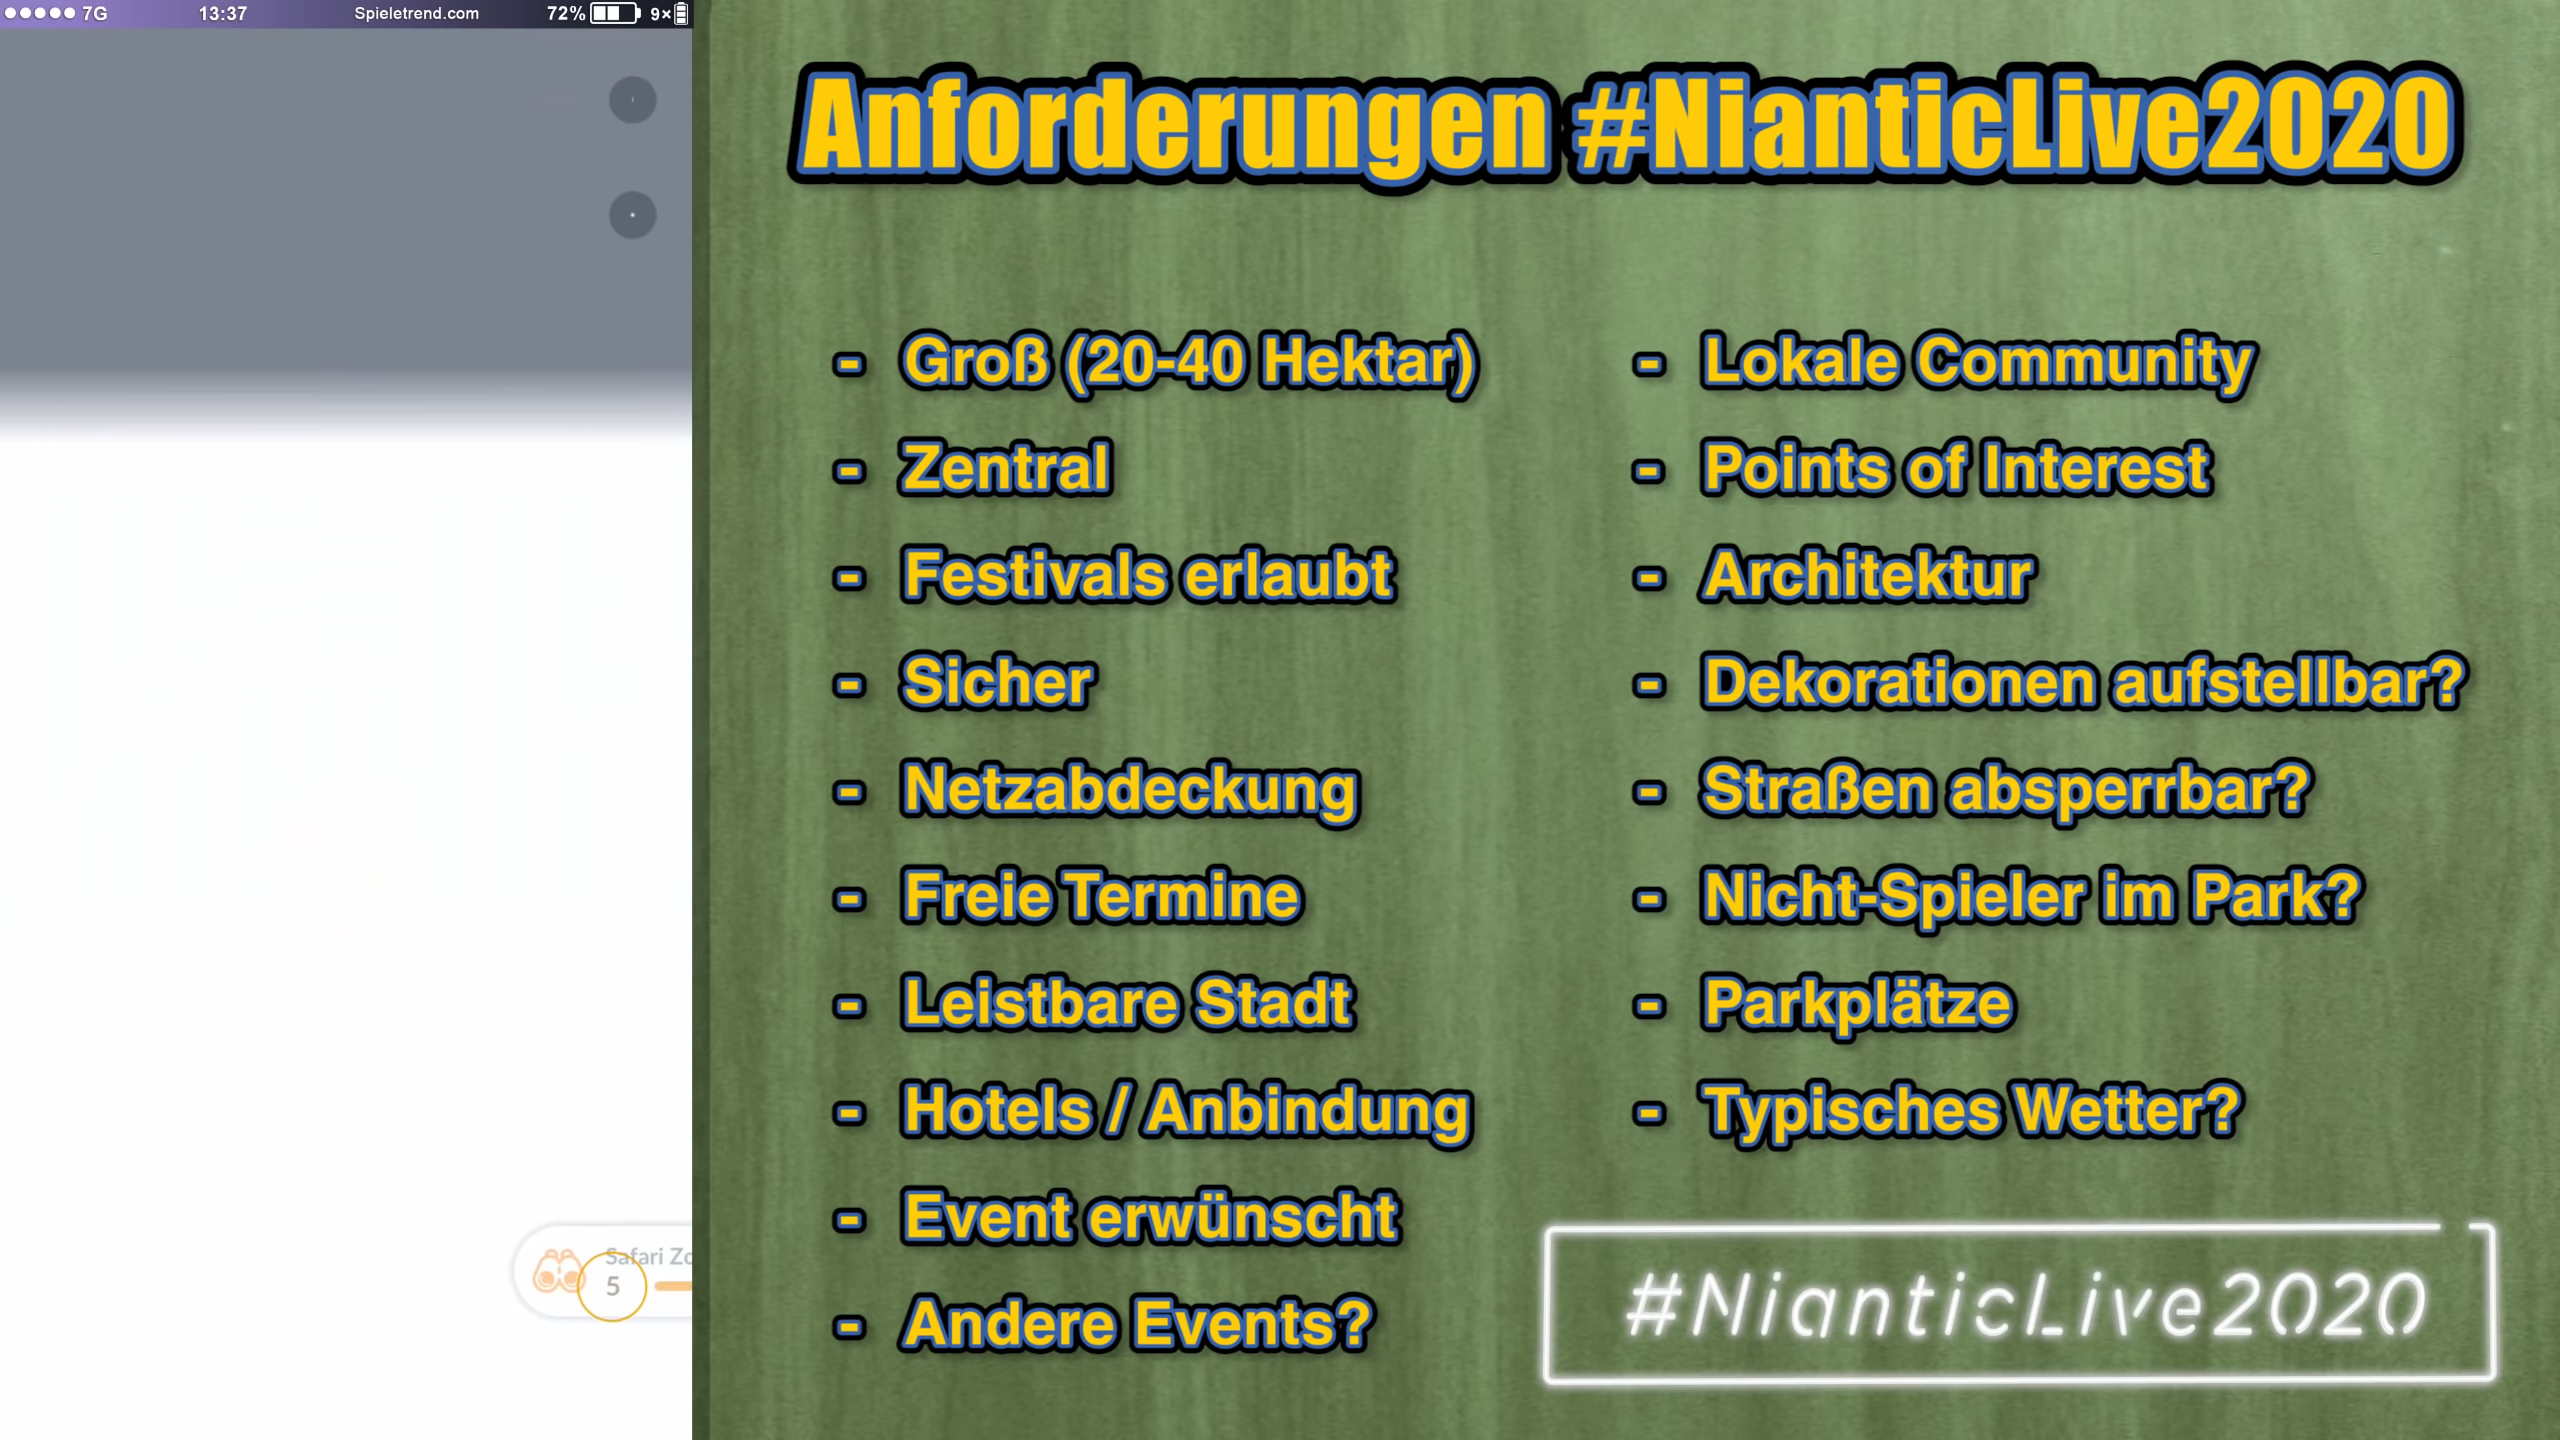 7G 13:37 Spieletrend.com 72% 9×
Anforderungen #NianticLive2020
- Groß (20-40 Hektar)
- Zentral
- Festivals erlaubt
- Sicher
- Netzabdeckung
- Freie Termine
- Leistbare Stadt
- Hotels / Anbindung
- Event erwünscht
- Andere Events?
- Lokale Community
- Points of Interest
- Architektur
- Dekorationen aufstellbar?
- Straßen absperrbar?
- Nicht-Spieler im Park?
- Parkplätze
- Typisches Wetter?
#NianticLive2020
Safari Zo
5